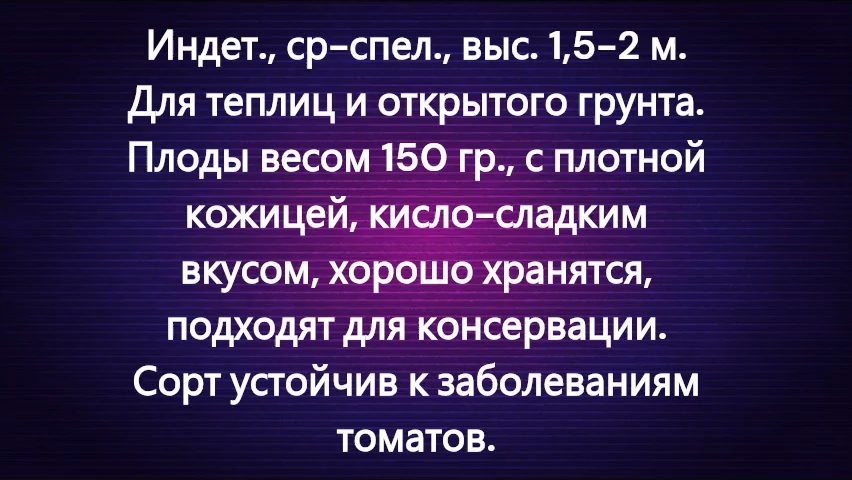 Индет., ср-спел., выс. 1,5-2 м.
Для теплиц и открытого грунта.
Плоды весом 150 гр., с плотной
кожицей, кисло-сладким
вкусом, хорошо хранятся,
подходят для консервации.
Сорт устойчив к заболеваниям
томатов.